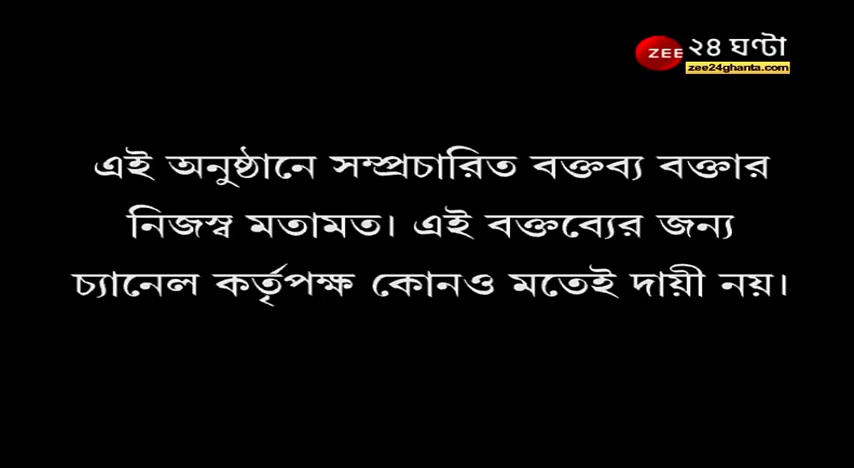 ZEE ২৪ ঘণ্টা
zee24ghanta.com
এই অনুষ্ঠানে সম্প্রচারিত বক্তব্য বক্তার
নিজস্ব মতামত। এই বক্তব্যের জন্য
চ্যানেল কর্তৃপক্ষ কোনও মতেই দায়ী নয়।